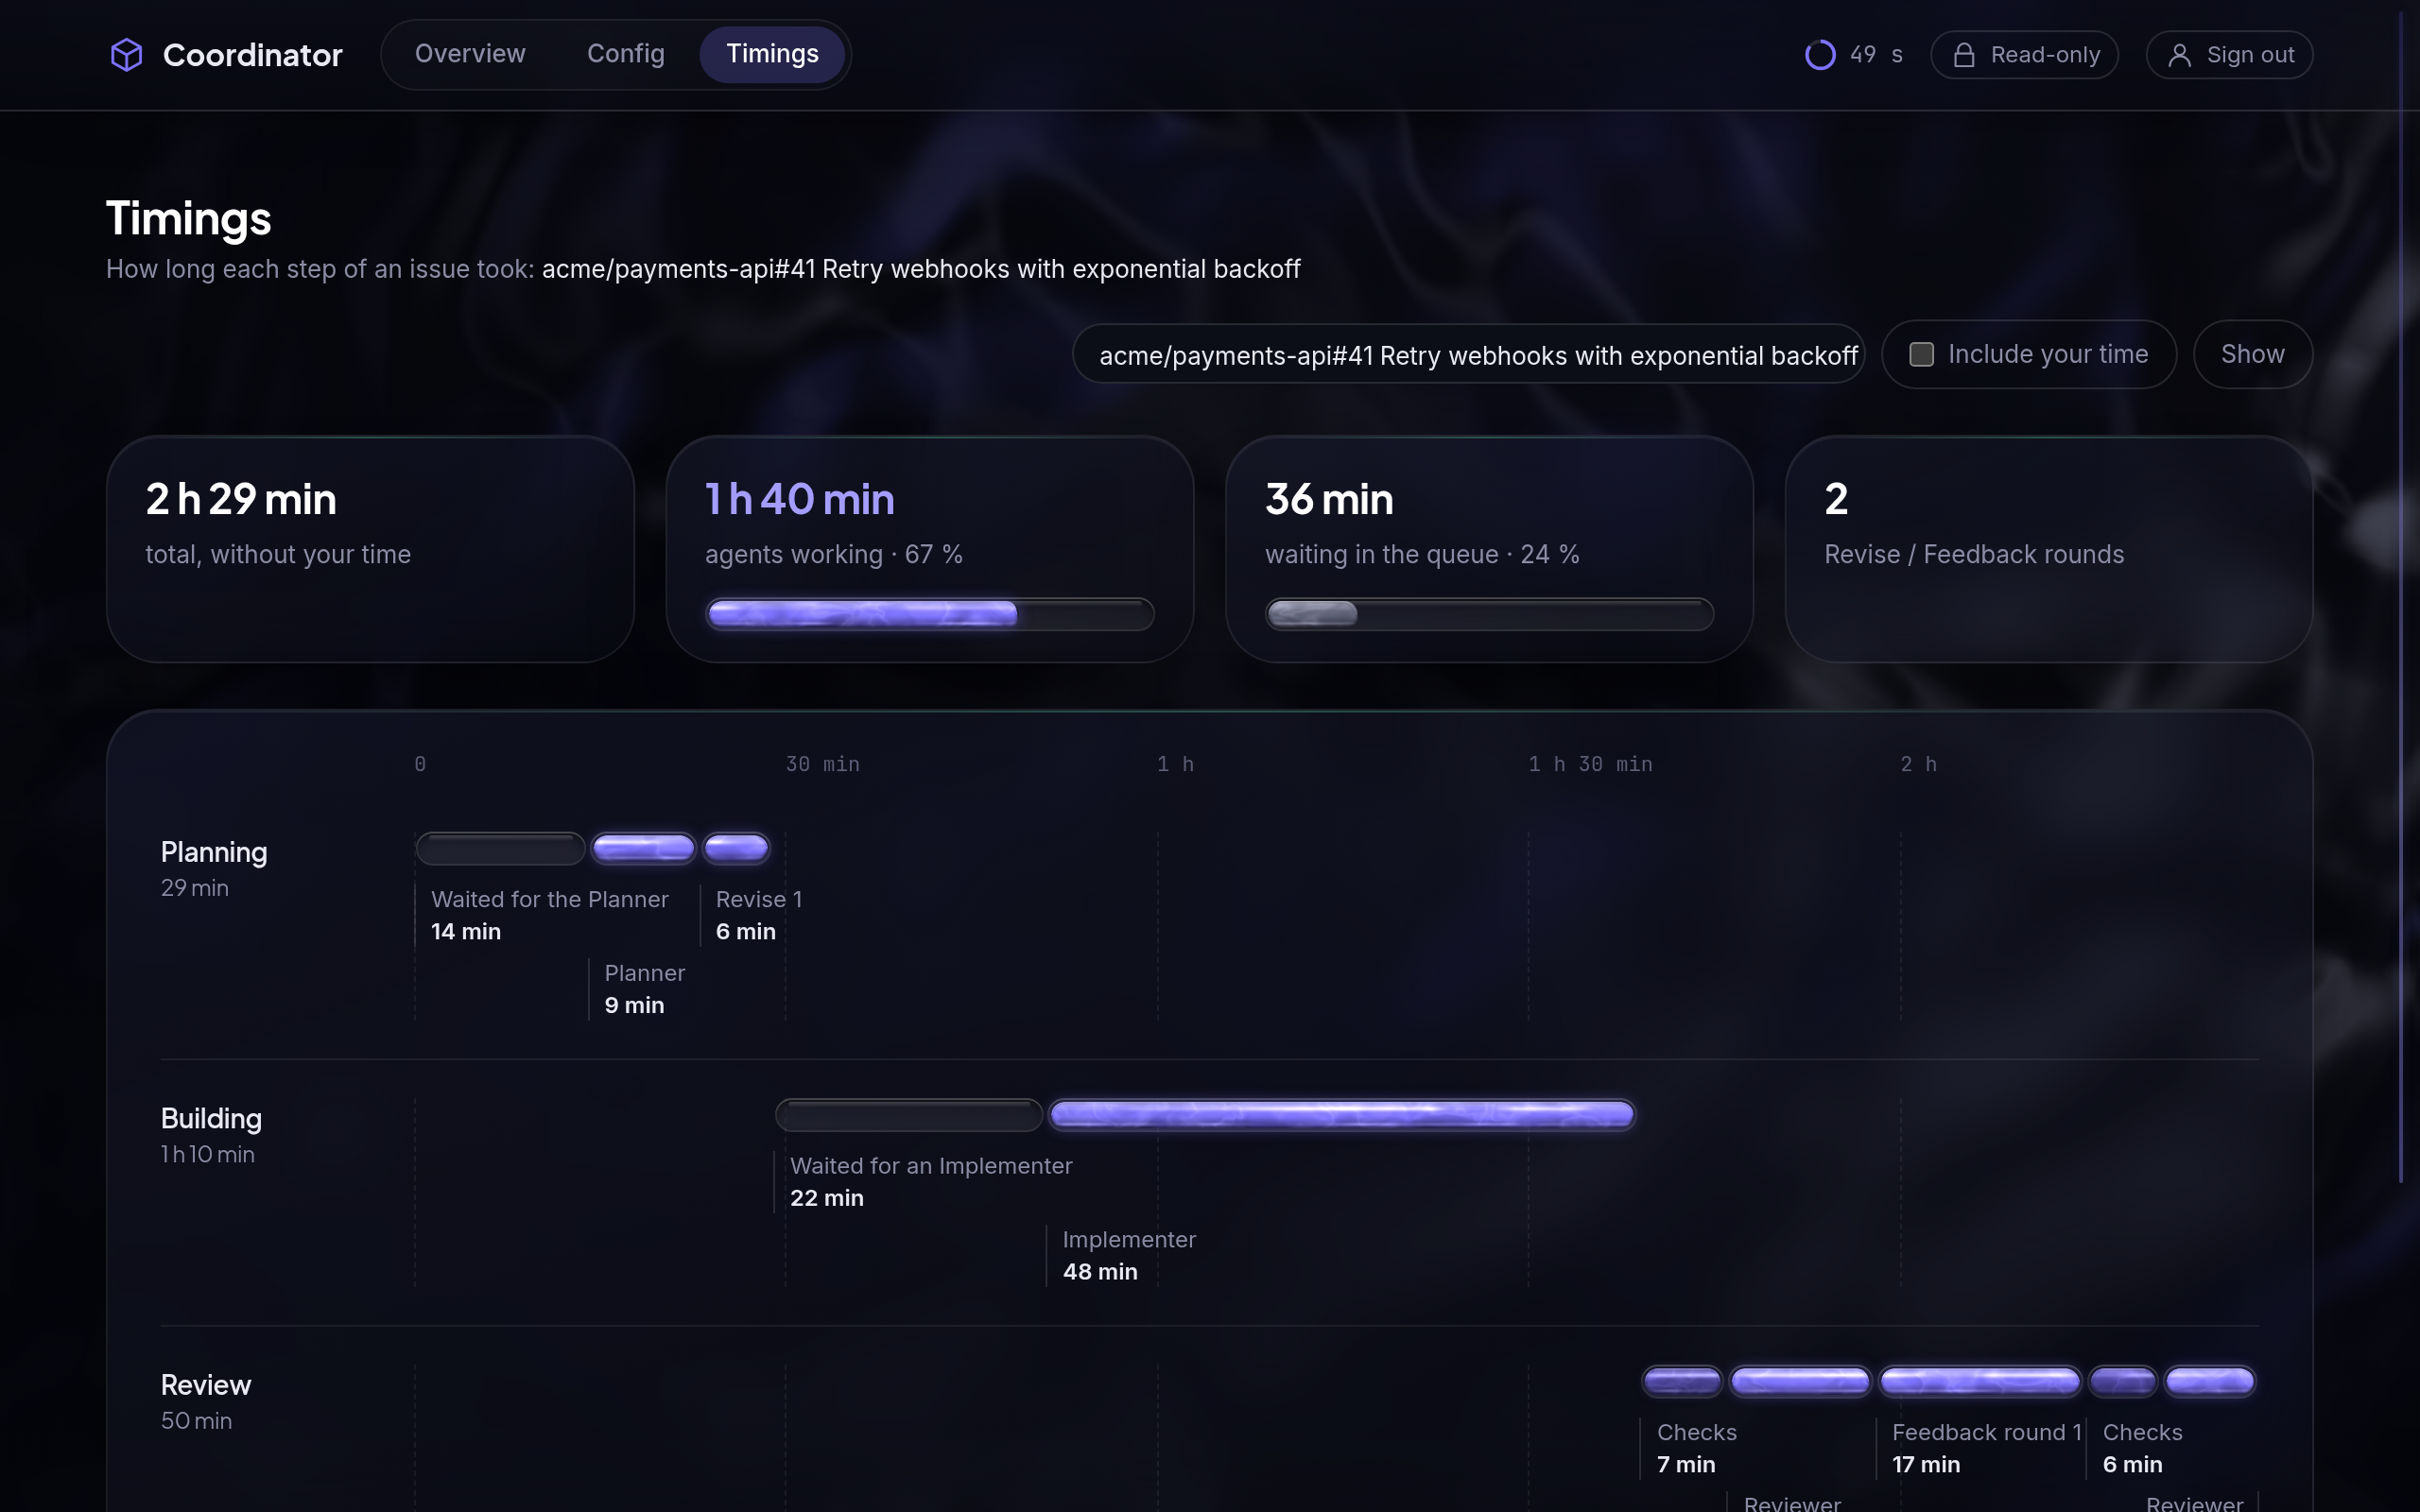 Coordinator
Overview
Config
Timings
49 s
Read-only
Sign out
Timings
How long each step of an issue took: acme/payments-api#41 Retry webhooks with exponential backoff
acme/payments-api#41 Retry webhooks with exponential backoff
Include your time
Show
2 h 29 min
total, without your time
1 h 40 min
agents working · 67 %
36 min
waiting in the queue · 24 %
2
Revise / Feedback rounds
0
30 min
1 h
1 h 30 min
2 h
Planning
29 min
Waited for the Planner
14 min
Revise 1
6 min
Planner
9 min
Building
1 h 10 min
Waited for an Implementer
22 min
Implementer
48 min
Review
50 min
Checks
7 min
Feedback round 1
17 min
Checks
6 min
Reviewer
Reviewer